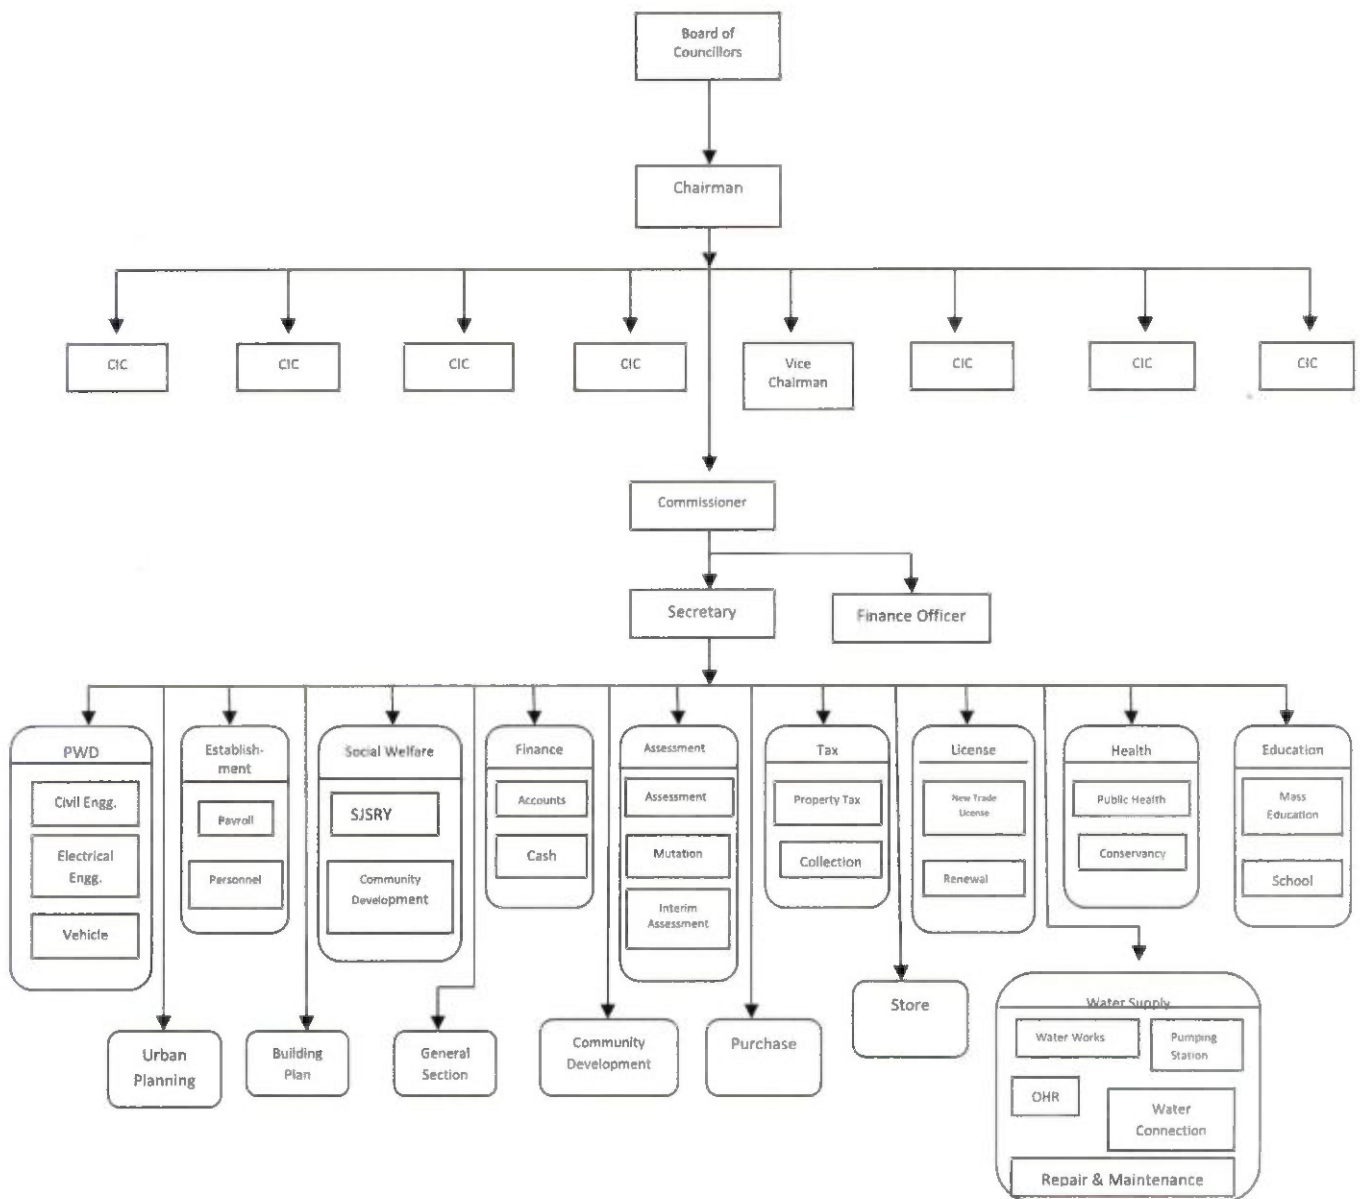 Board of
Councillors
Chairman
CIC
CIC
CIC
CIC
Vice
Chairman
CIC
CIC
CIC
Commissioner
Secretary
Finance Officer
PWD
Civil Engg.
Electrical
Engg.
Vehicle
Establish-
ment
Payroll
Personnel
Social Welfare
SJSRY
Community
Development
Finance
Accounts
Cash
Assessment
Assessment
Mutation
Interim
Assessment
Tax
Property Tax
Collection
License
New Trade
License
Renewal
Health
Public Health
Conservancy
Education
Mass
Education
School
Urban
Planning
Building
Plan
General
Section
Community
Development
Purchase
Store
Water Supply
Water Works
Pumping
Station
OHR
Water
Connection
Repair & Maintenance